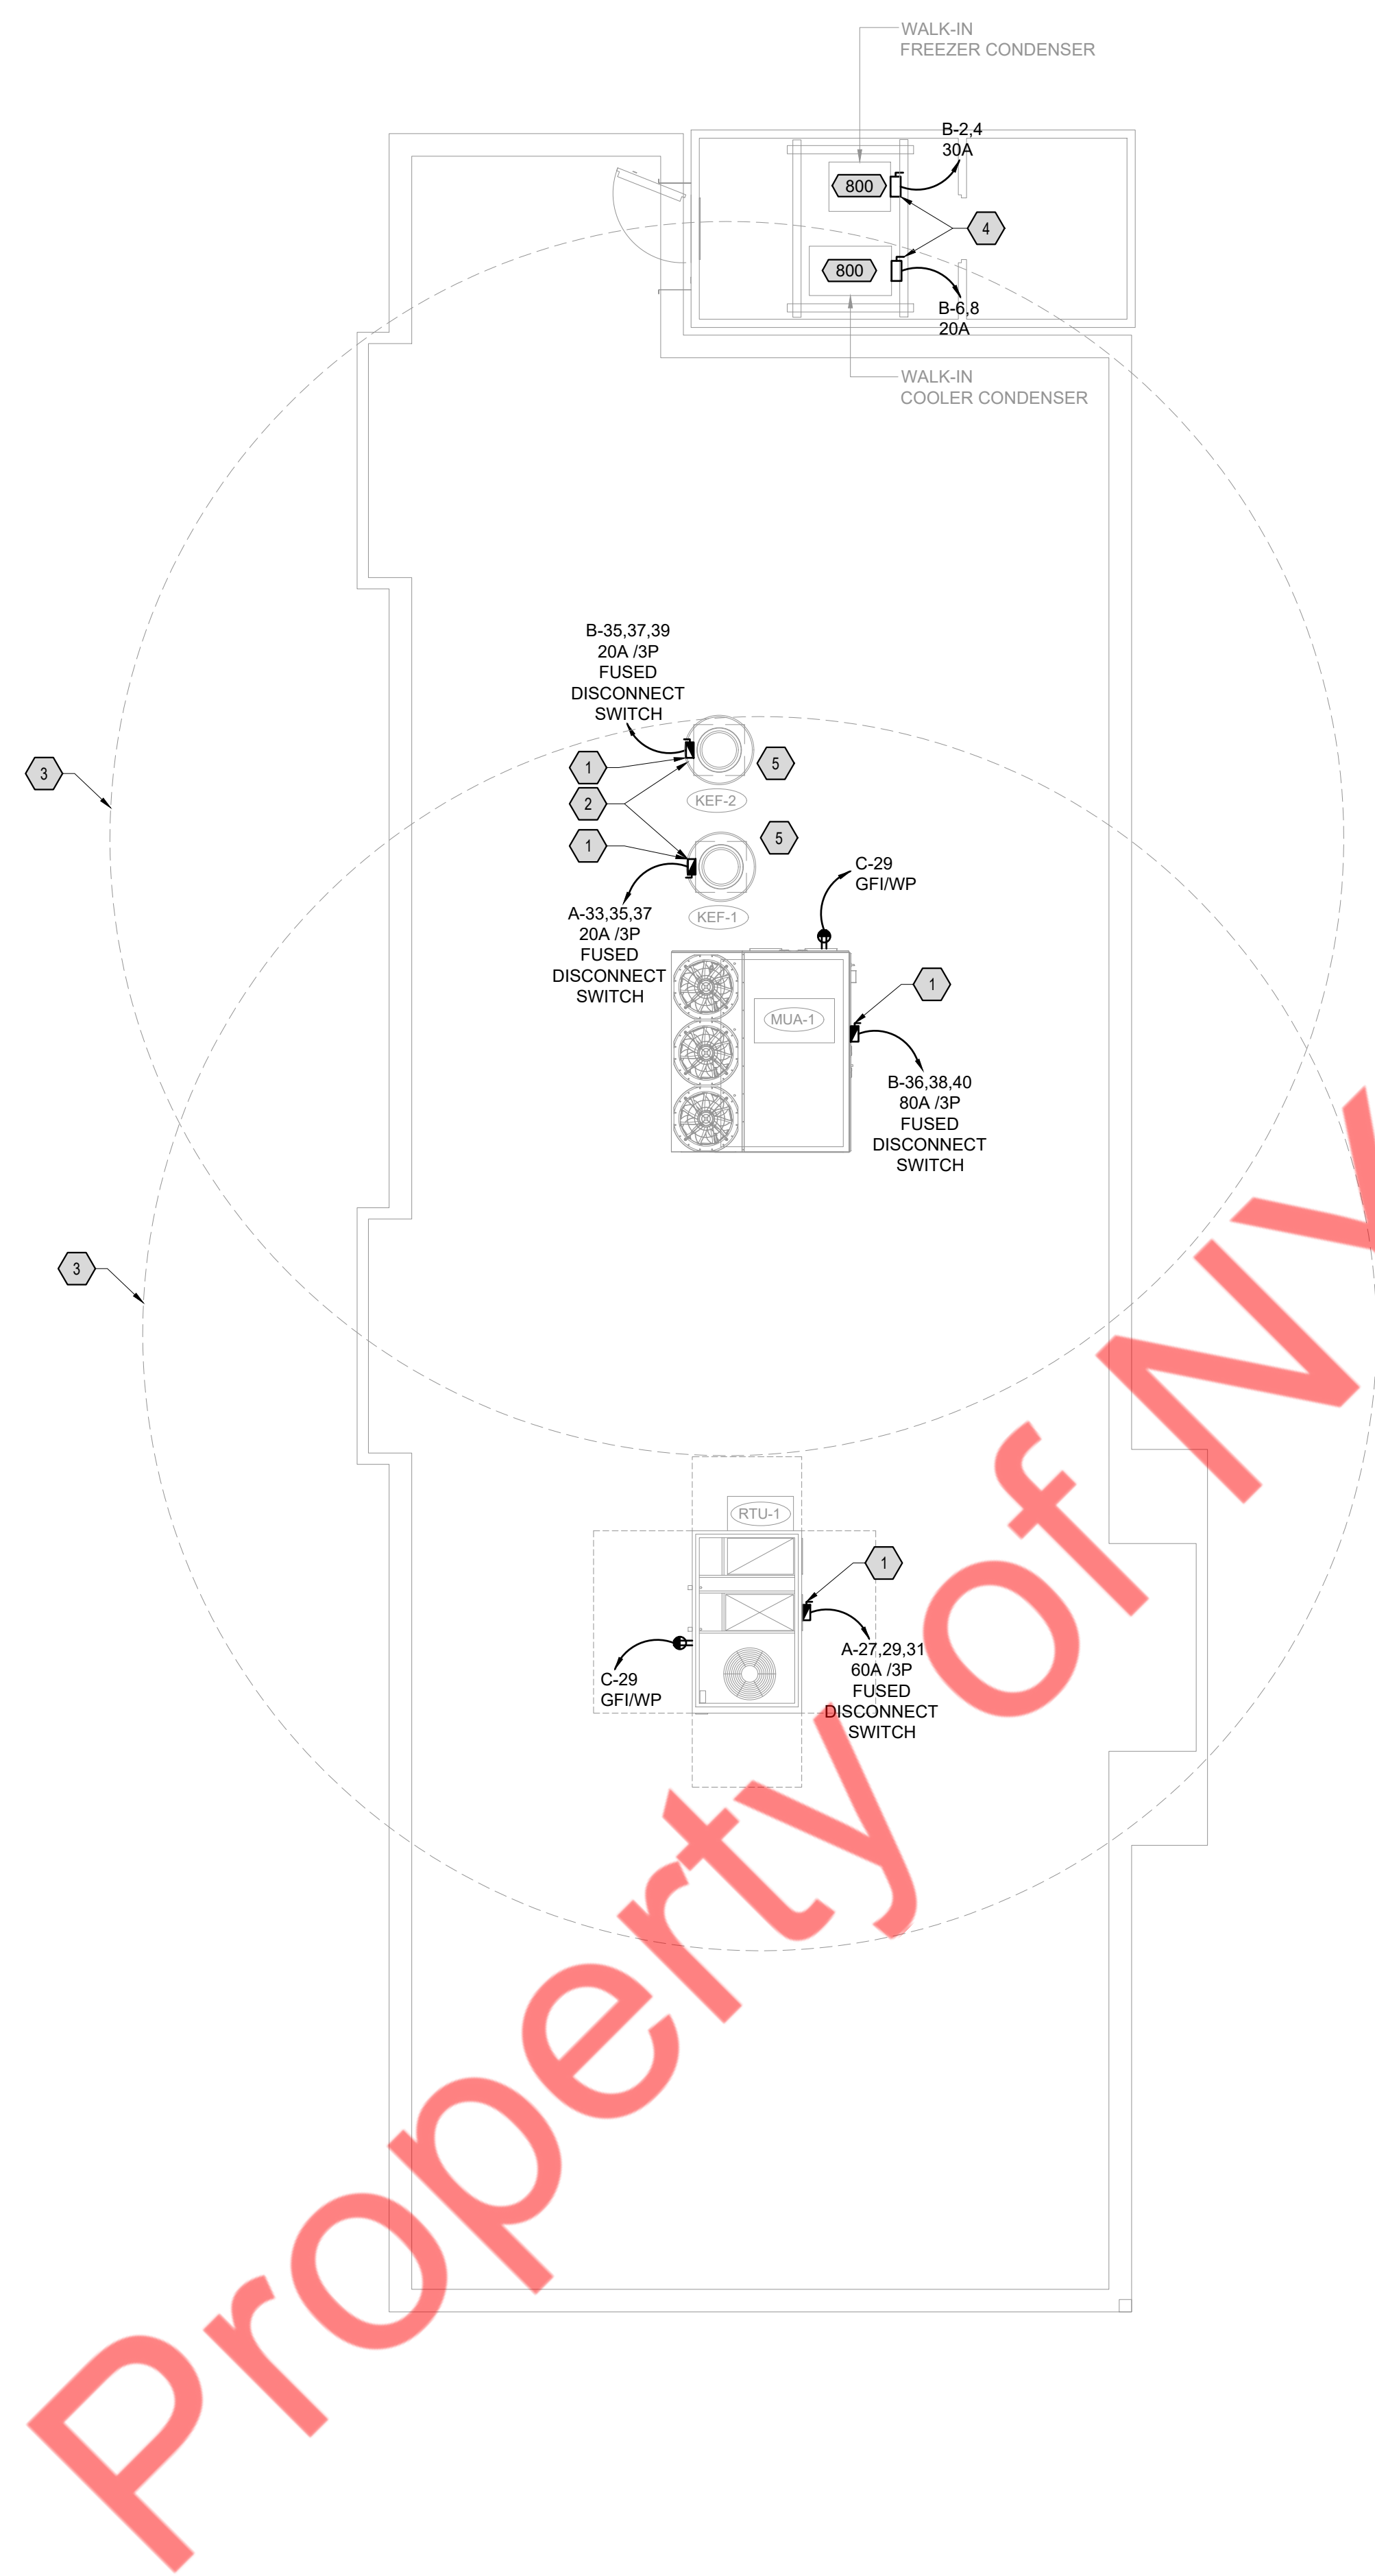 WALK-IN
FREEZER CONDENSER
B-2,4
30A
800
4
800
B-6,8
20A
WALK-IN
COOLER CONDENSER
B-35,37,39
20A /3P
FUSED
DISCONNECT
SWITCH
3
1
5
2
KEF-2
1
5
C-29
GFI/WP
A-33,35,37
20A /3P
FUSED
DISCONNECT
SWITCH
KEF-1
1
MUA-1
B-36,38,40
80A /3P
FUSED
DISCONNECT
SWITCH
3
RTU-1
1
A-27,29,31
60A /3P
FUSED
DISCONNECT
SWITCH
C-29
GFI/WP
Property of NY